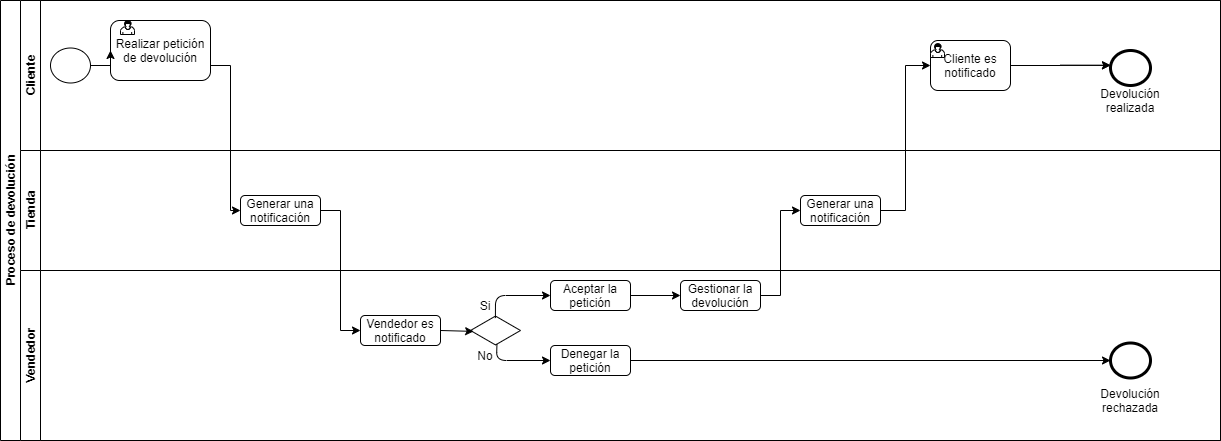 Proceso de devolución
Cliente
Realizar petición
de devolución
Cliente es
notificado
Devolución
realizada
Tienda
Generar una
notificación
Generar una
notificación
Vendedor
Vendedor es
notificado
Si
No
Aceptar la
petición
Gestionar la
devolución
Denegar la
petición
Devolución
rechazada